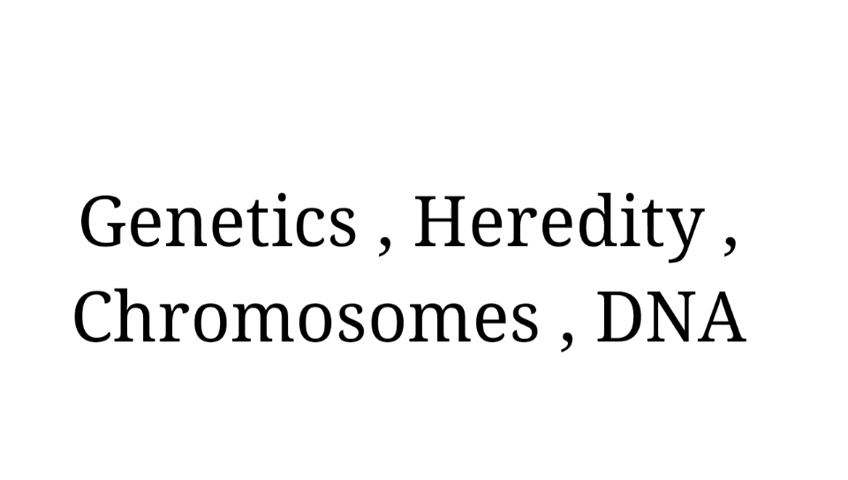 Genetics , Heredity ,
Chromosomes , DNA